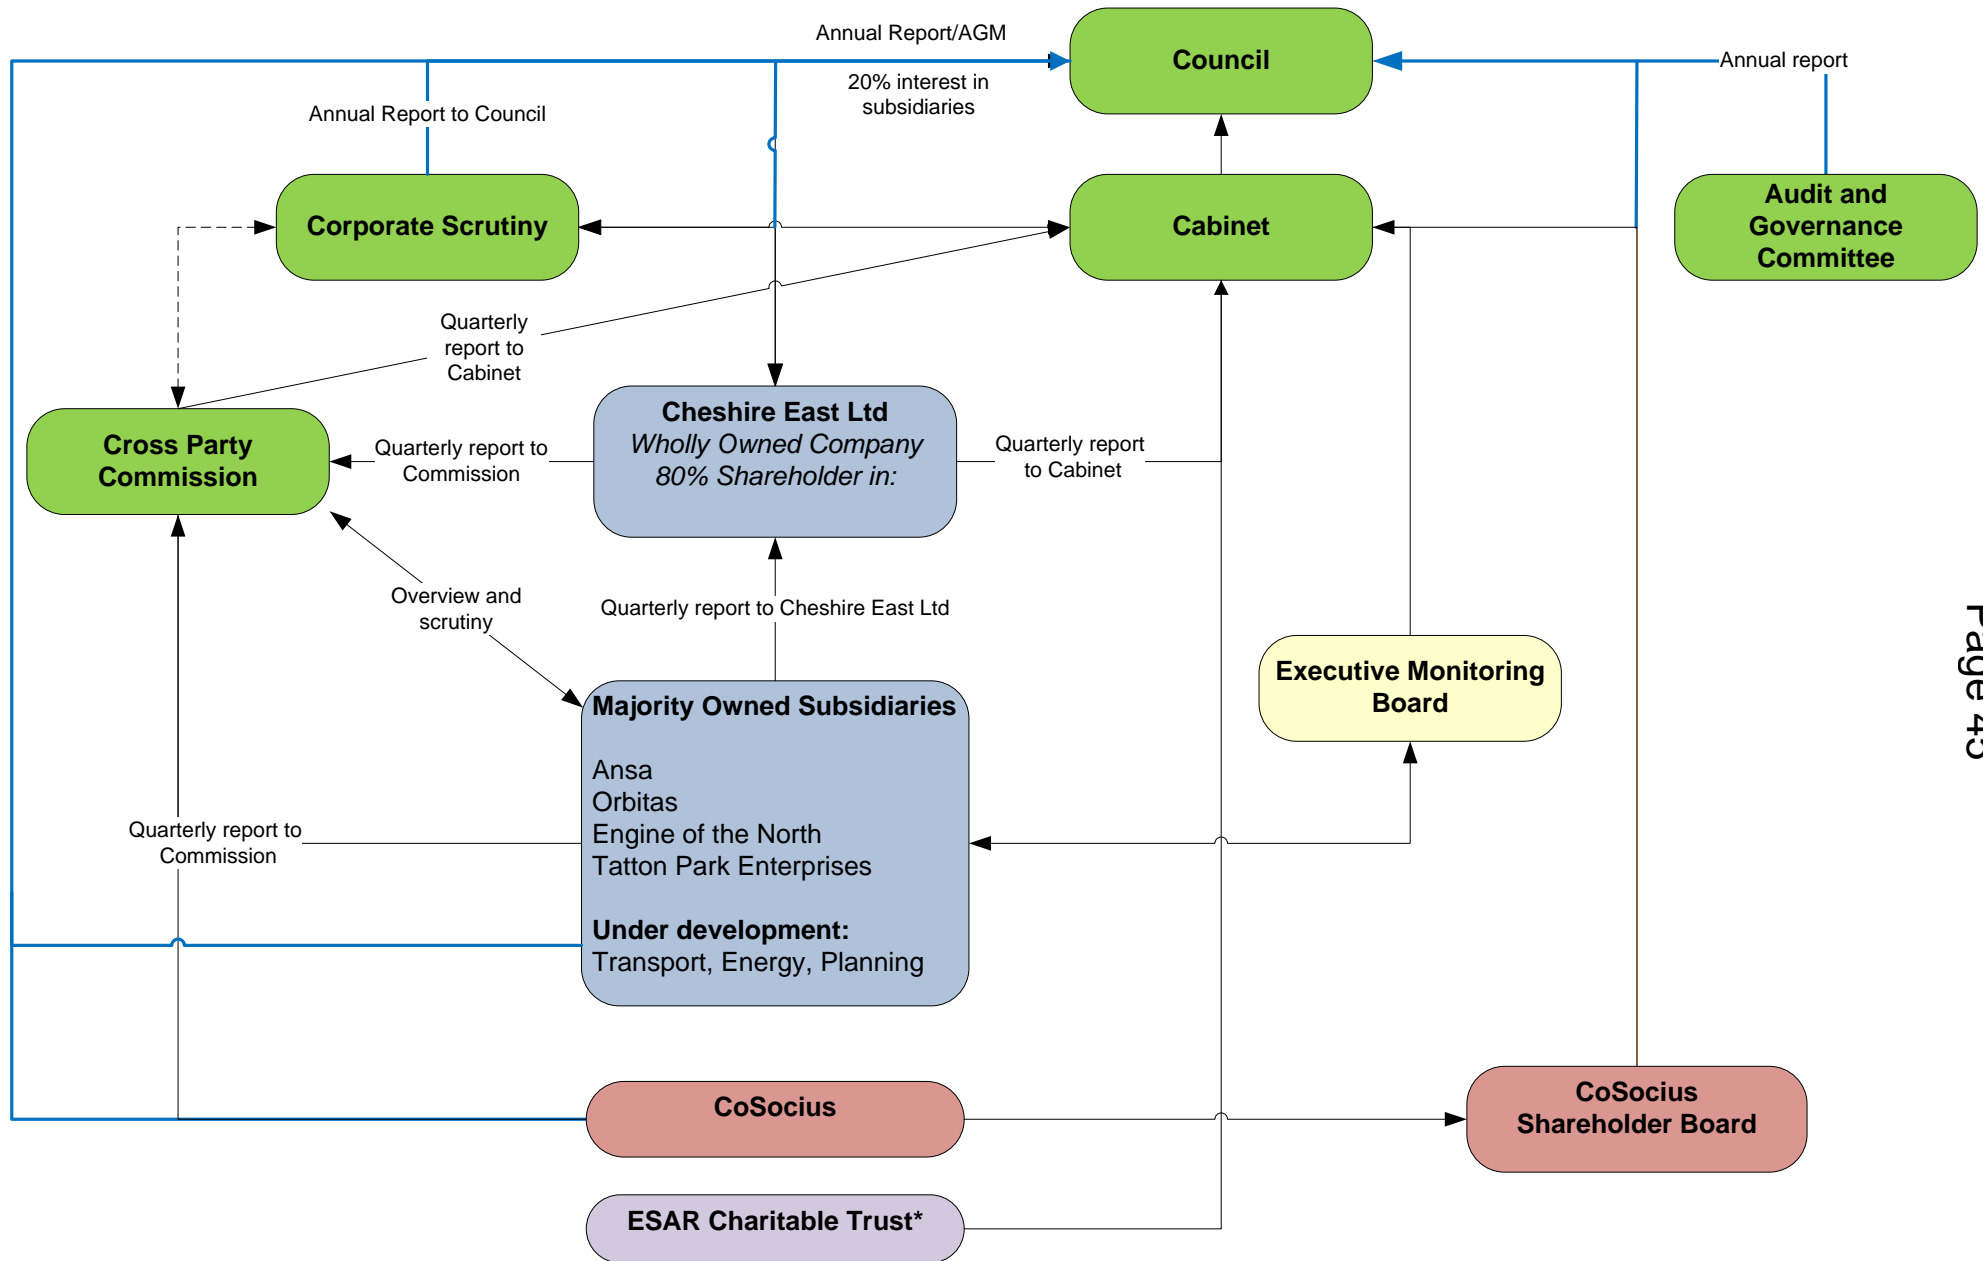 Annual Report/AGM
Council
Annual report
20% interest in
subsidiaries
Annual Report to Council
Corporate Scrutiny
Cabinet
Audit and
Governance
Committee
Quarterly
report to
Cabinet
Cross Party
Commission
Quarterly report to
Commission
Cheshire East Ltd
Wholly Owned Company
80% Shareholder in:
Quarterly report
to Cabinet
Overview and
scrutiny
Quarterly report to Cheshire East Ltd
Executive Monitoring
Board
Page 45
Majority Owned Subsidiaries
Ansa
Orbitas
Engine of the North
Tatton Park Enterprises
Under development:
Transport, Energy, Planning
Quarterly report to
Commission
CoSocius
CoSocius
Shareholder Board
ESAR Charitable Trust*